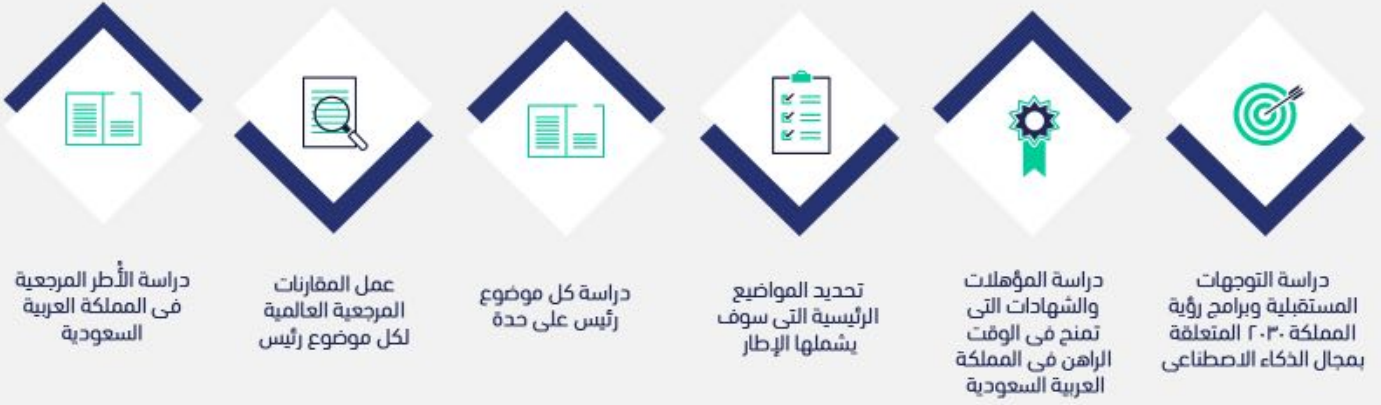 دراسة التوجهات
المستقبلية وبرامج رؤية
المملكة ٢٠٣٠ المتعلقة
بمجال الذكاء الاصطناعى
دراسة المؤهلات
والشهادات التى
تمنح فى الوقت
الراهن فى المملكة
العربية السعودية
تحديد المواضيع
الرئيسية التى سوف
يشملها الإطار
دراسة كل موضوع
رئيس على حدة
عمل المقارنات
المرجعية العالمية
لكل موضوع رئيس
دراسة الأُطر المرجعية
فى المملكة العربية
السعودية